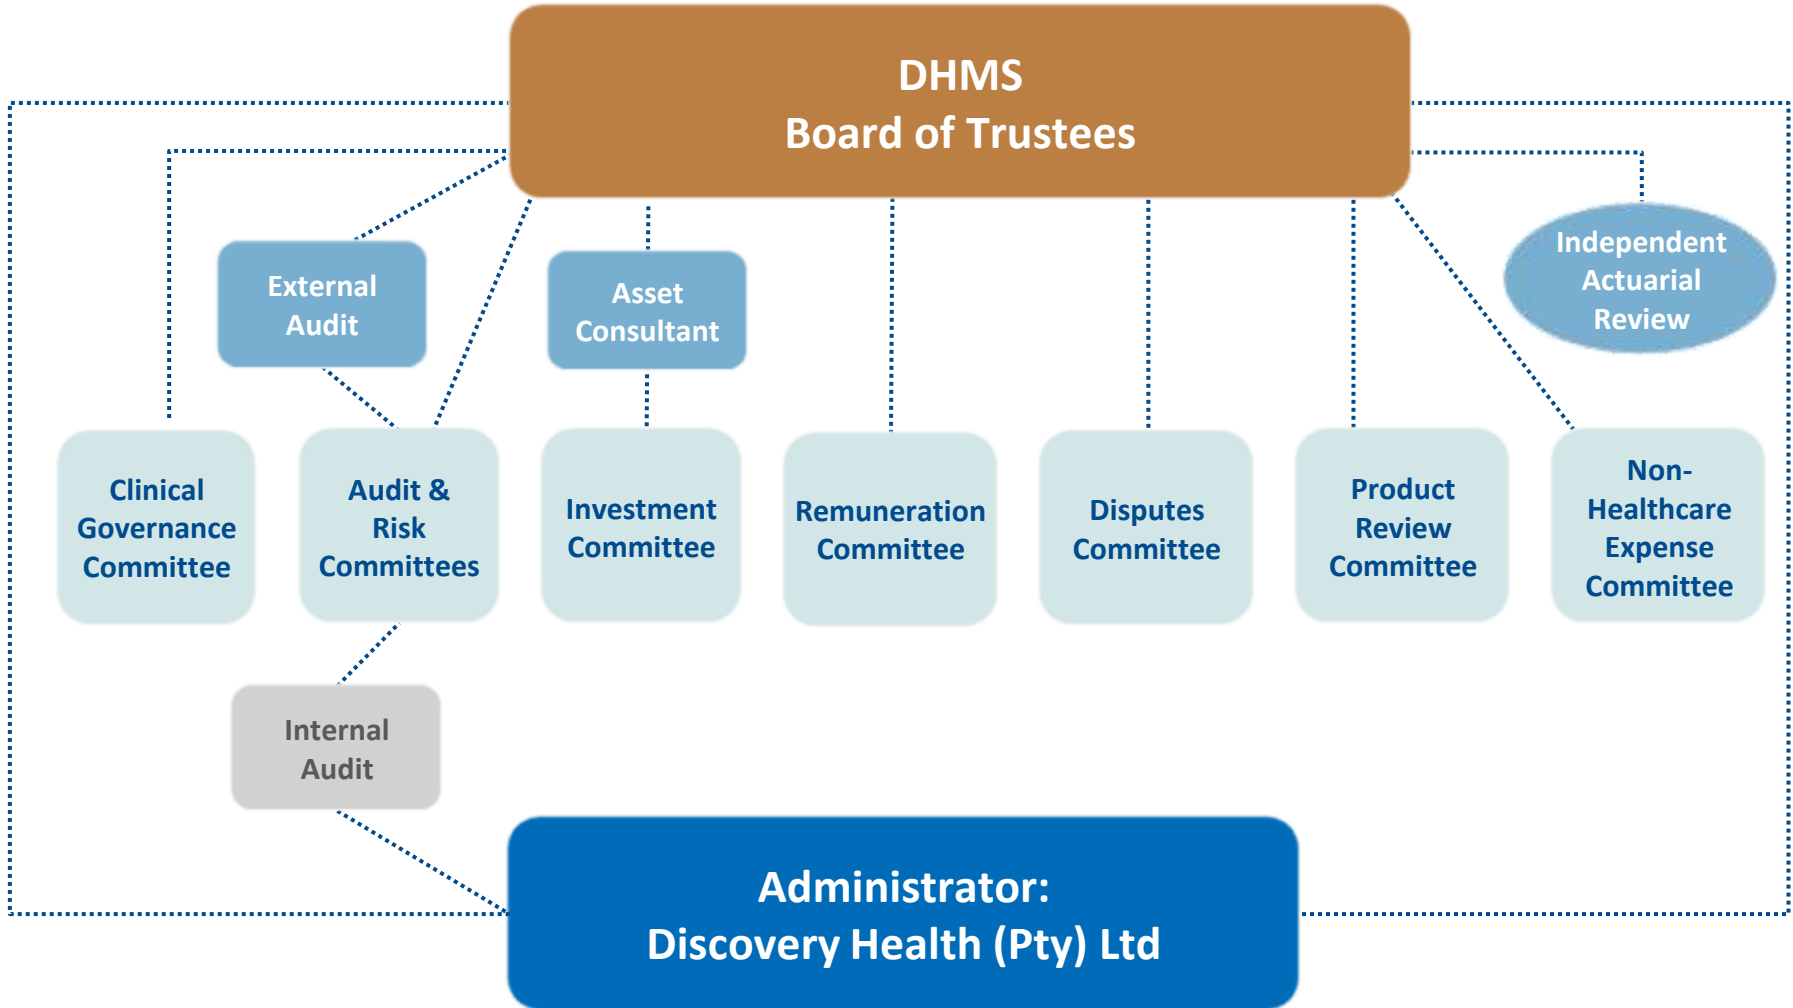 DHMS
Board of Trustees
External
Audit
Asset
Consultant
Independent
Actuarial
Review
Clinical
Governance
Committee
Audit &
Risk
Committees
Investment
Committee
Remuneration
Committee
Disputes
Committee
Product
Review
Committee
Non-
Healthcare
Expense
Committee
Internal
Audit
Administrator:
Discovery Health (Pty) Ltd